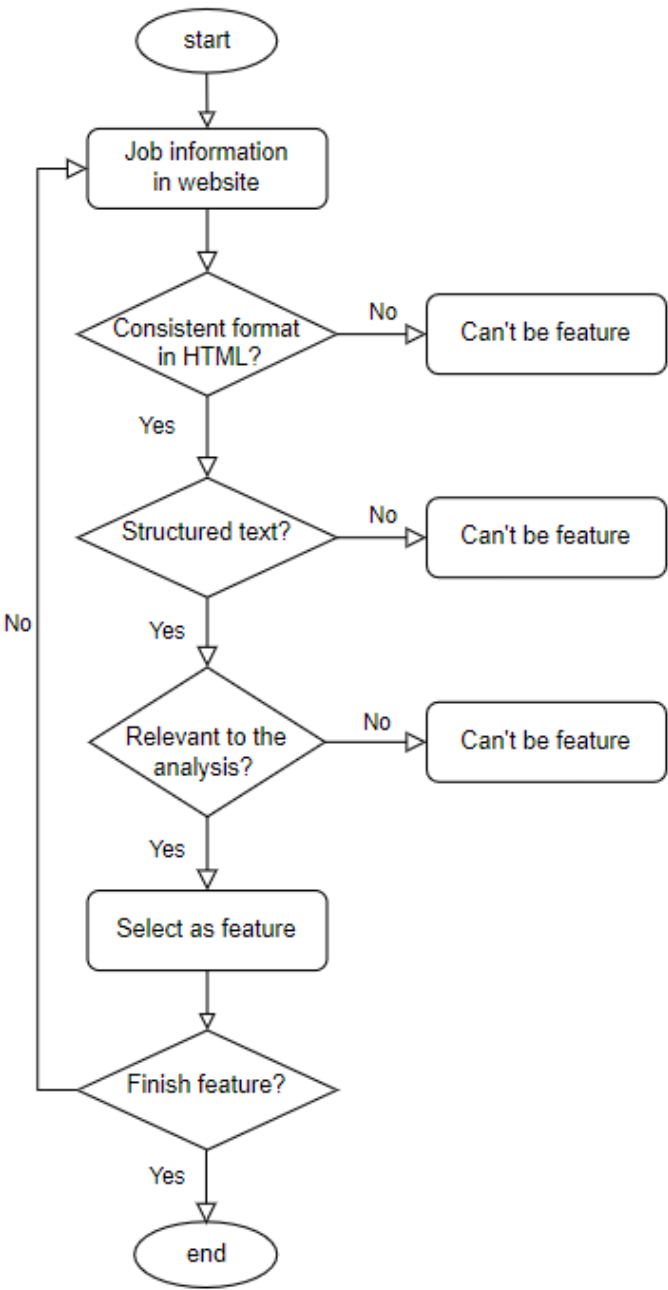 start
Job information
in website
Consistent format
in HTML?
No
Can't be feature
Yes
Structured text?
No
Can't be feature
Yes
No
Relevant to the
analysis?
No
Can't be feature
Yes
Select as feature
Finish feature?
Yes
end